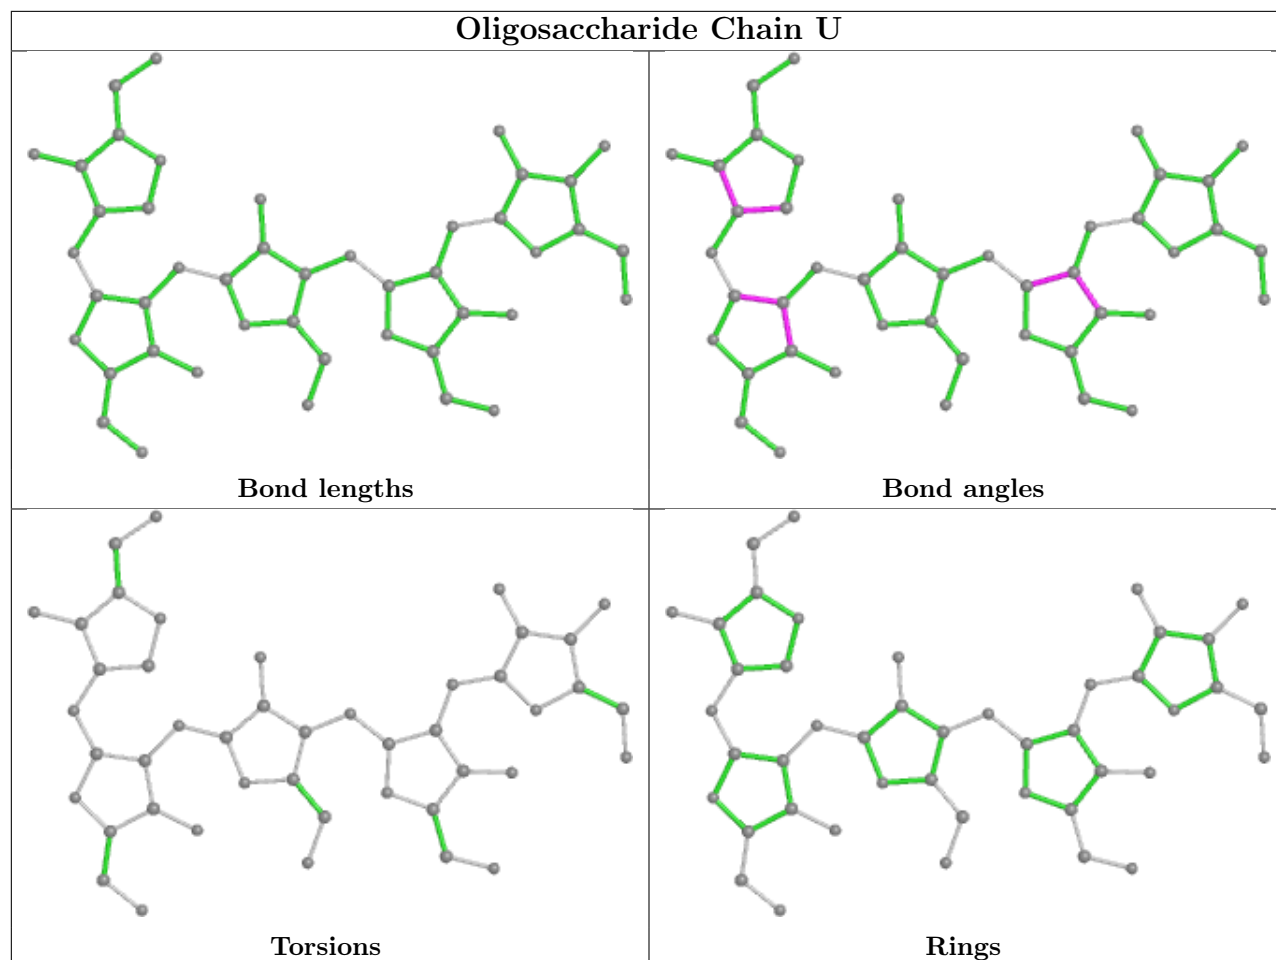 Oligosaccharide Chain U
Bond lengths
Bond angles
Torsions
Rings